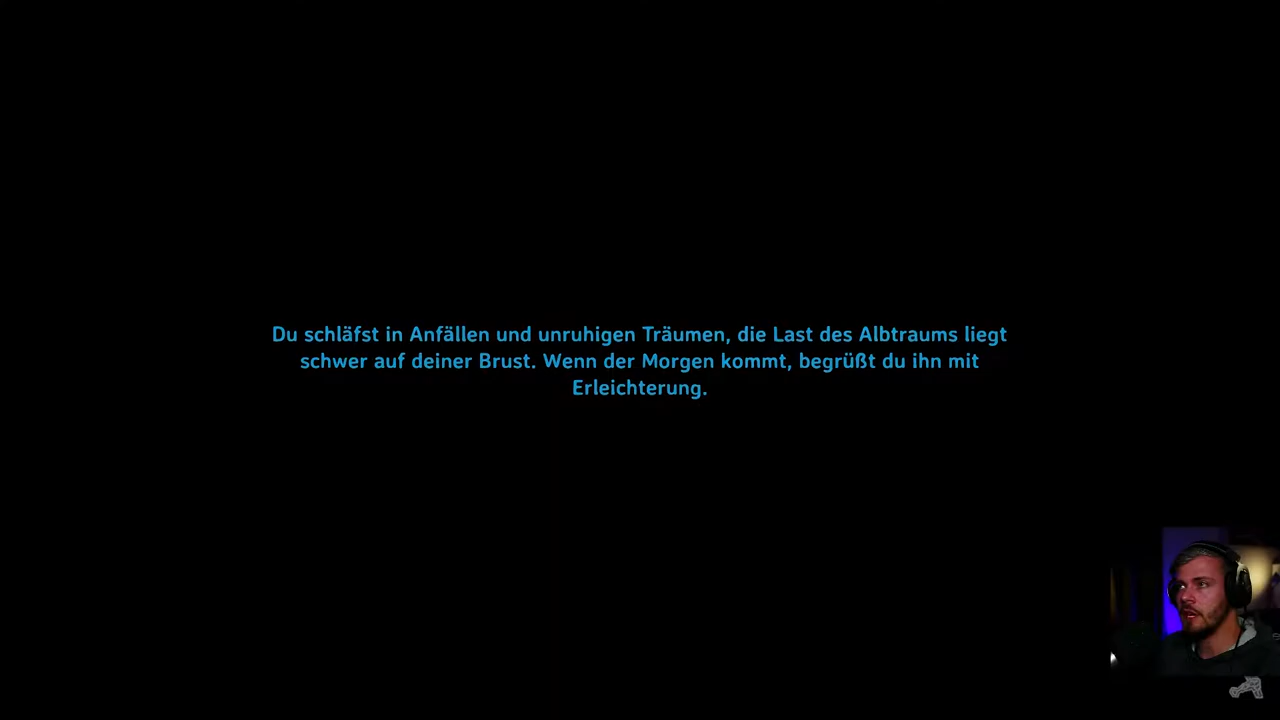 Du schläfst in Anfällen und unruhigen Träumen, die Last des Albtraums liegt
schwer auf deiner Brust. Wenn der Morgen kommt, begrüßt du ihn mit
Erleichterung.